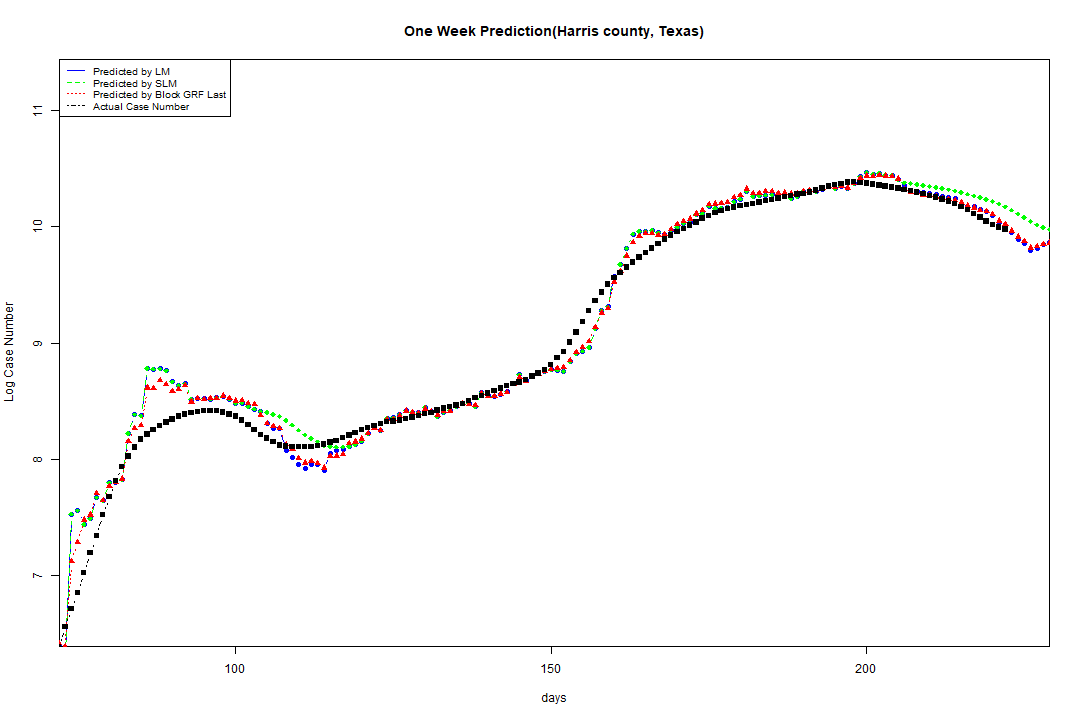 One Week Prediction(Harris county, Texas)
Predicted by LM
Predicted by SLM
Predicted by Block GRF Last
Actual Case Number
11
10
9
8
7
Log Case Number
100 150 200
days